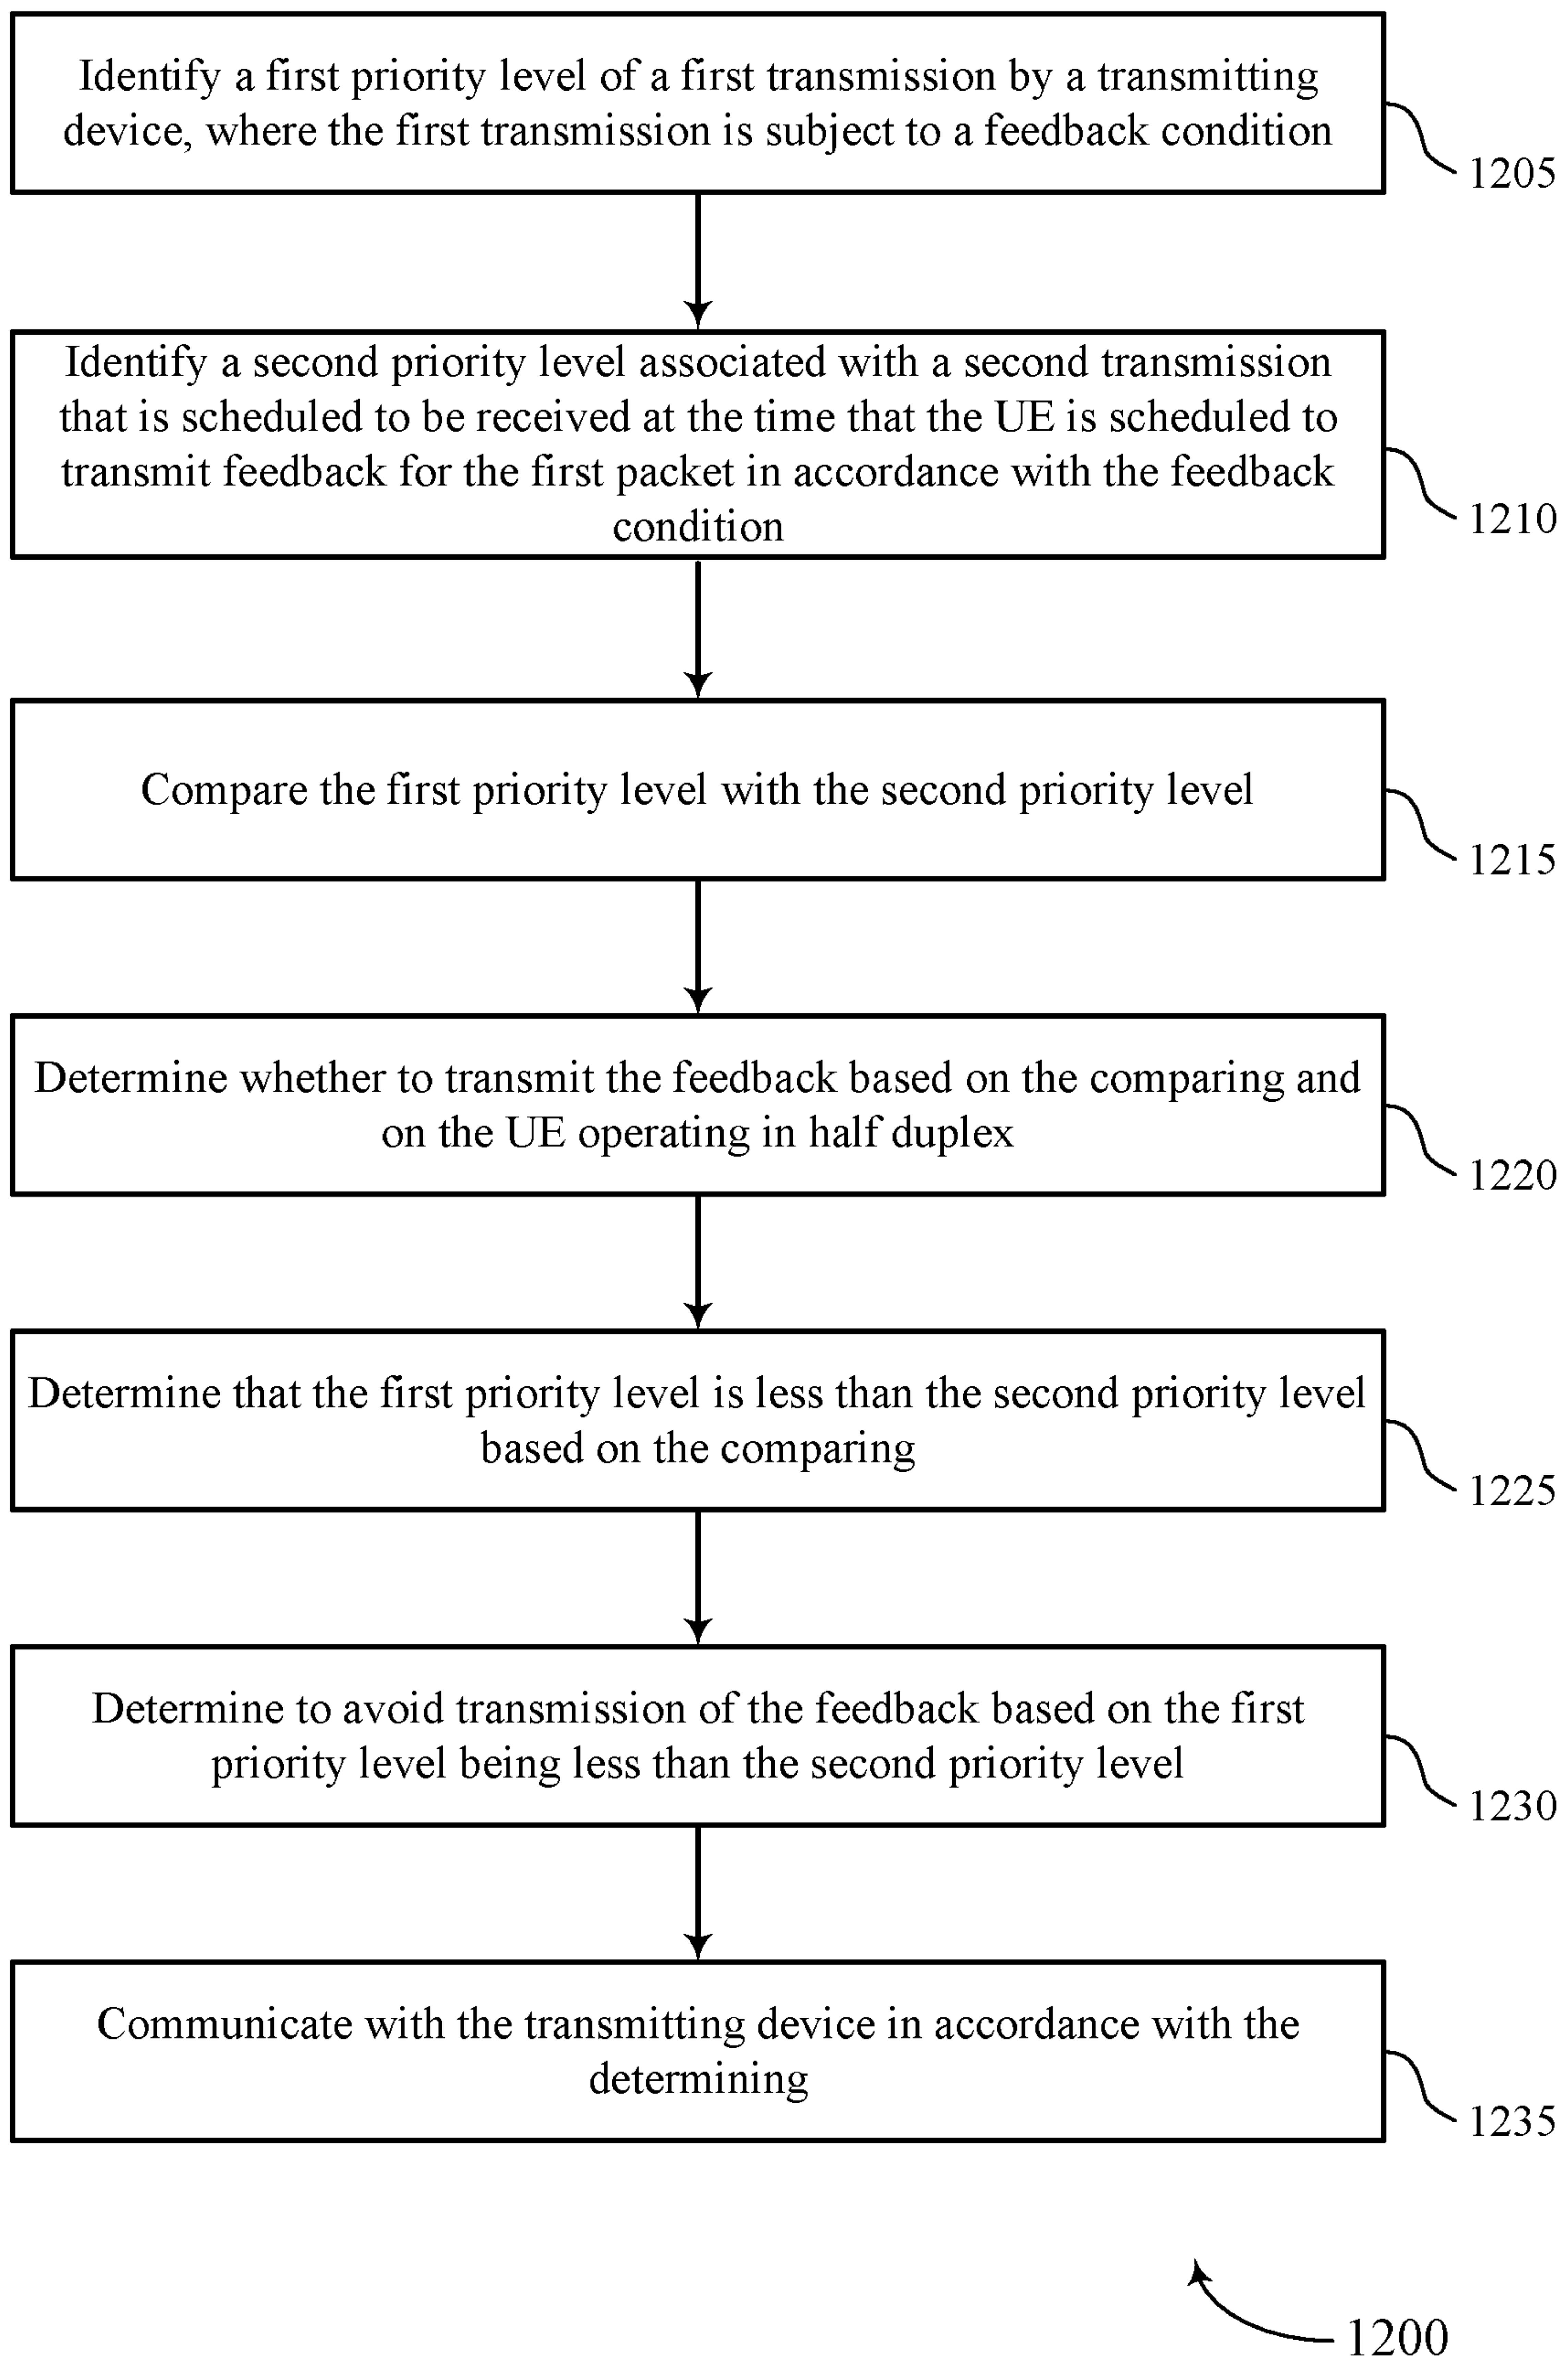 Identify a first priority level of a first transmission by a transmitting
device, where the first transmission is subject to a feedback condition
1205
Identify a second priority level associated with a second transmission
that is scheduled to be received at the time that the UE is scheduled to
transmit feedback for the first packet in accordance with the feedback
condition
1210
Compare the first priority level with the second priority level
1215
Determine whether to transmit the feedback based on the comparing and
on the UE operating in half duplex
1220
Determine that the first priority level is less than the second priority level
based on the comparing
1225
Determine to avoid transmission of the feedback based on the first
priority level being less than the second priority level
1230
Communicate with the transmitting device in accordance with the
determining
1235
1200